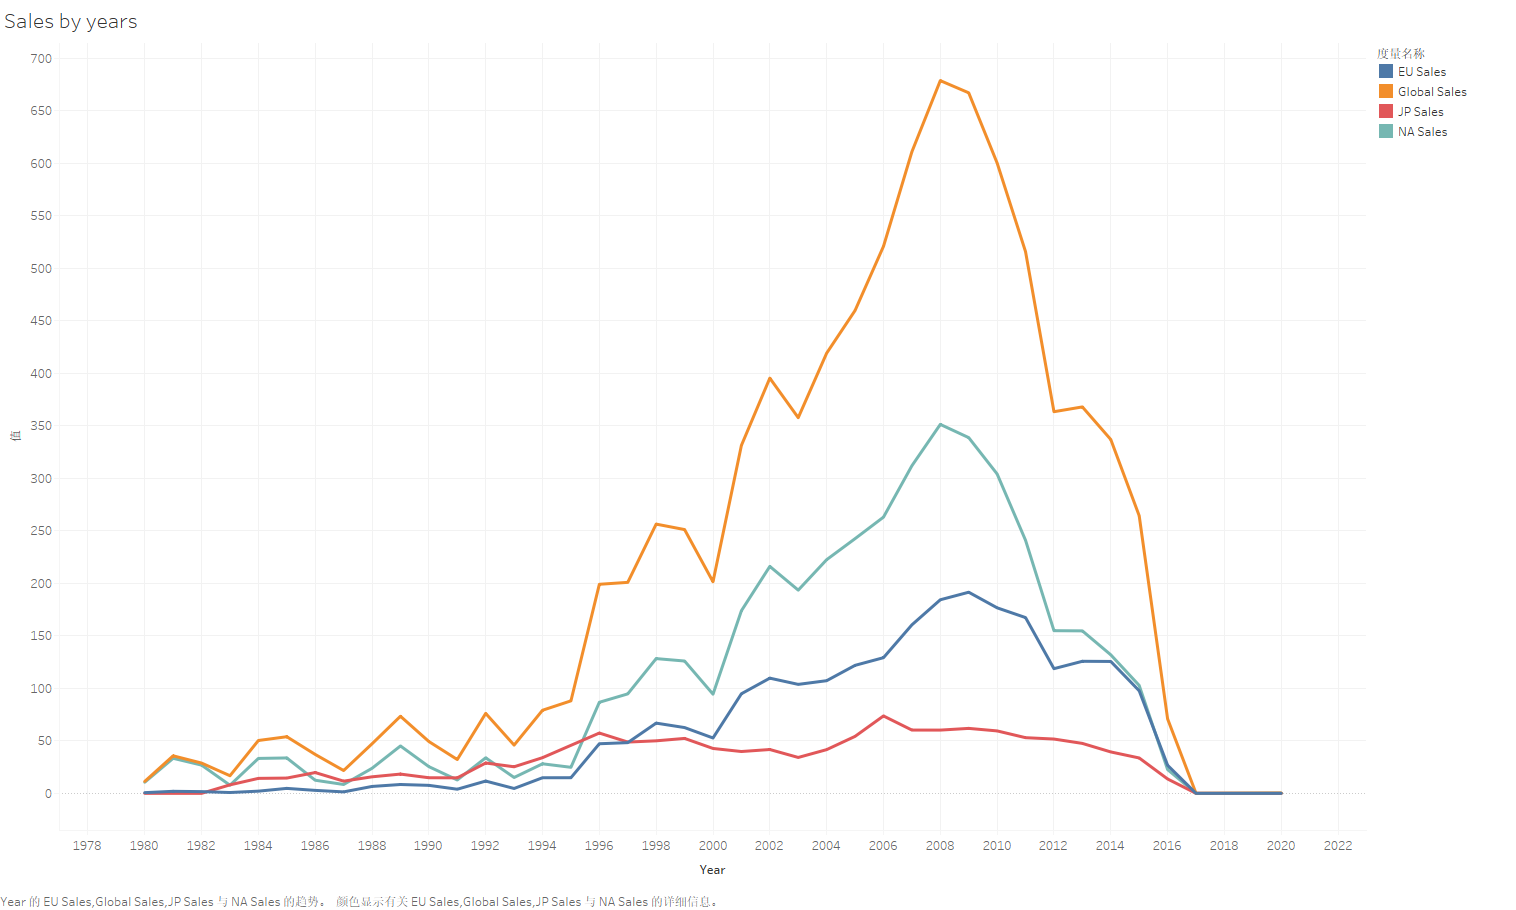 Sales by years
度量名称
EU Sales
Global Sales
JP Sales
NA Sales
700
650
600
550
500
450
400
350
300
250
200
150
100
50
0
值
1978 1980 1982 1984 1986 1988 1990 1992 1994 1996 1998 2000 2002 2004 2006 2008 2010 2012 2014 2016 2018 2020 2022
Year
Year 的 EU Sales,Global Sales,JP Sales 与 NA Sales 的趋势。 颜色显示有关 EU Sales,Global Sales,JP Sales 与 NA Sales 的详细信息。